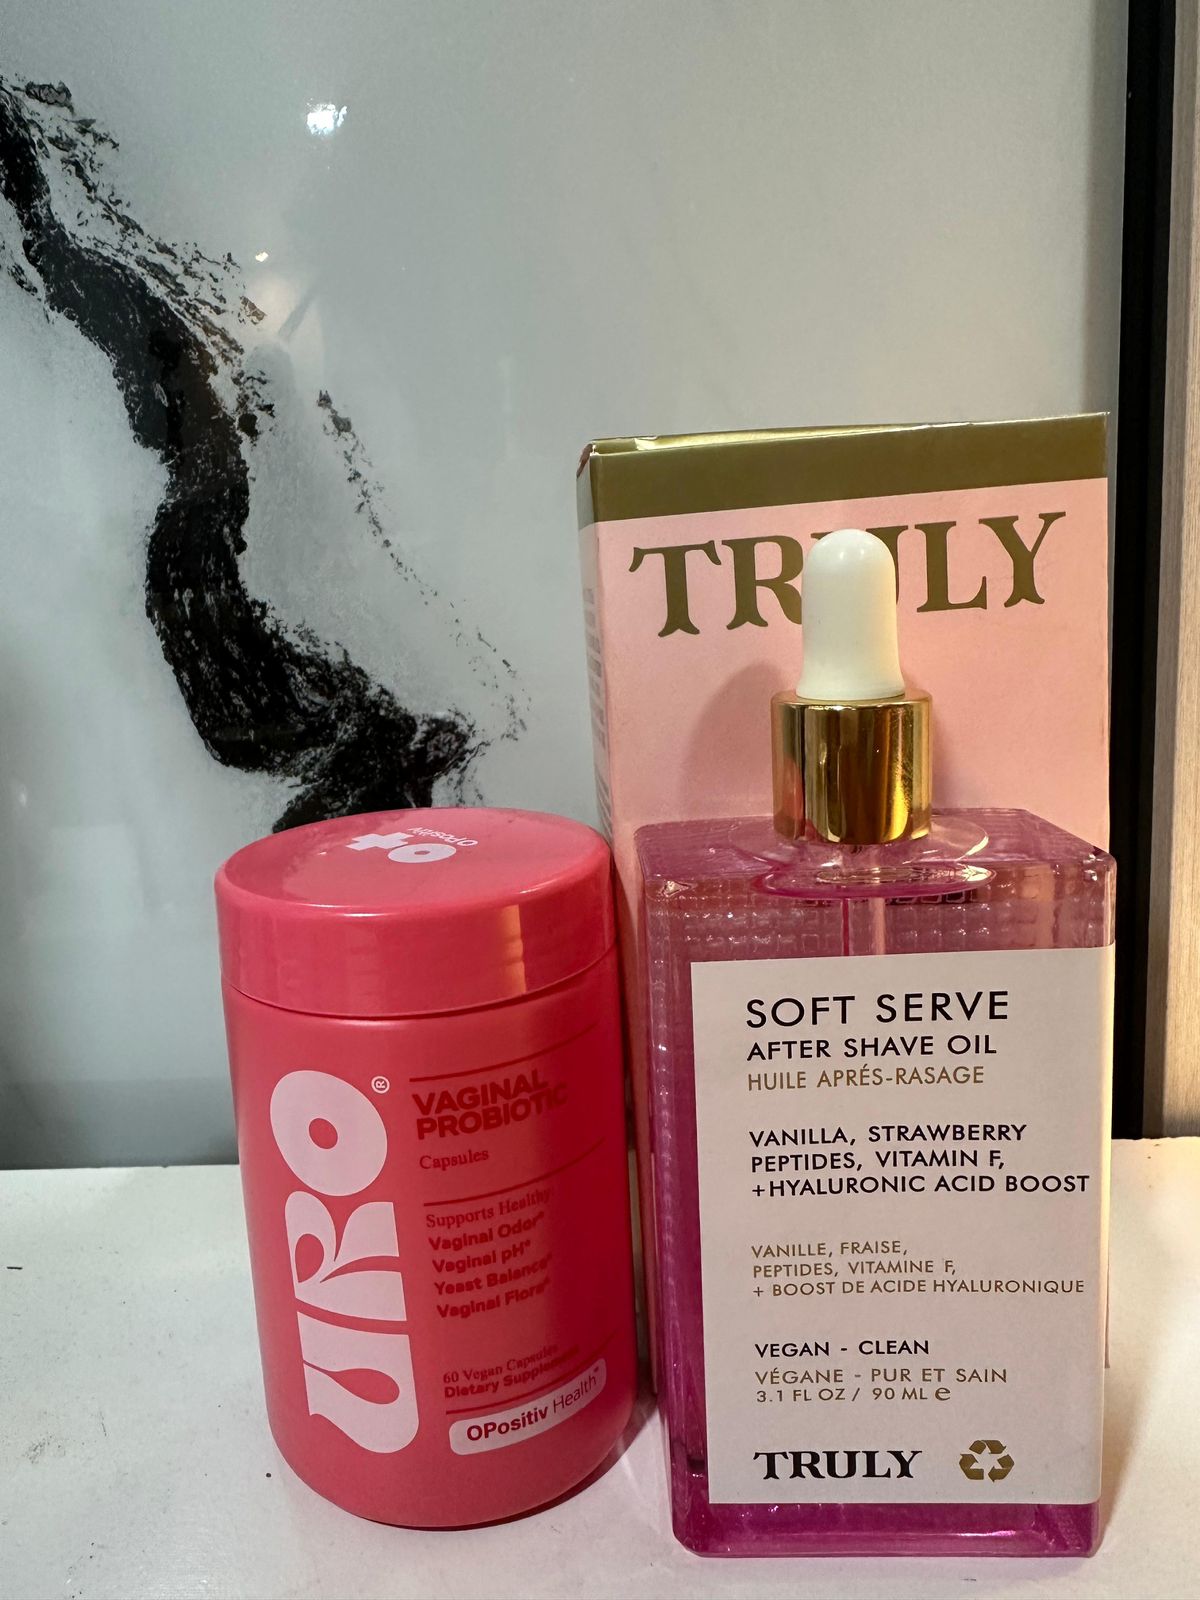 OPositiv
URO®
VAGINAL
PROBIOTIC
Capsules
Supports Healthy:
Vaginal Odor*
Vaginal pH*
Yeast Balance*
Vaginal Flora*
60 Vegan Capsules
Dietary Supplement
OPositiv Health™
TRULY
SOFT SERVE
AFTER SHAVE OIL
HUILE APRÉS-RASAGE
VANILLA, STRAWBERRY
PEPTIDES, VITAMIN F,
+HYALURONIC ACID BOOST
VANILLE, FRAISE,
PEPTIDES, VITAMINE F,
+ BOOST DE ACIDE HYALURONIQUE
VEGAN - CLEAN
VÉGANE - PUR ET SAIN
3.1 FL OZ / 90 ML e
TRULY